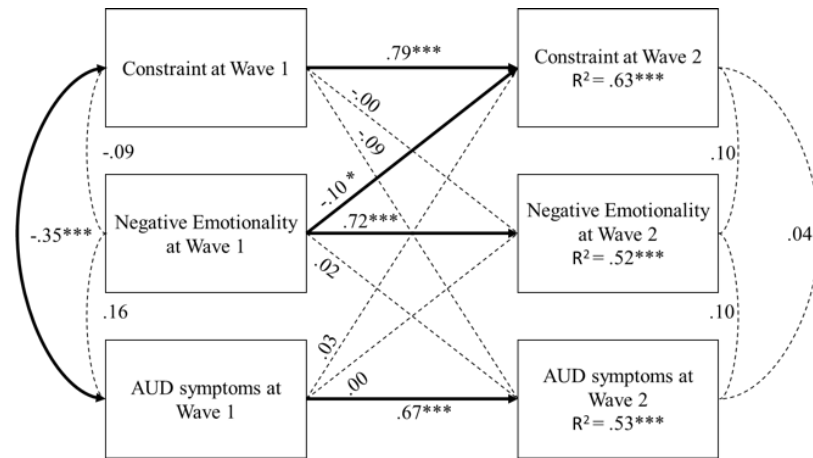 Constraint at Wave 1
.79***
Constraint at Wave 2
R² = .63***
-.00
-.09
-.09
.10
-.10 *
-.35***
Negative Emotionality
at Wave 1
.72***
Negative Emotionality
at Wave 2
R² = .52***
.04
.02
.16
.10
.03
AUD symptoms at
Wave 1
.00
.67***
AUD symptoms at
Wave 2
R² = .53***